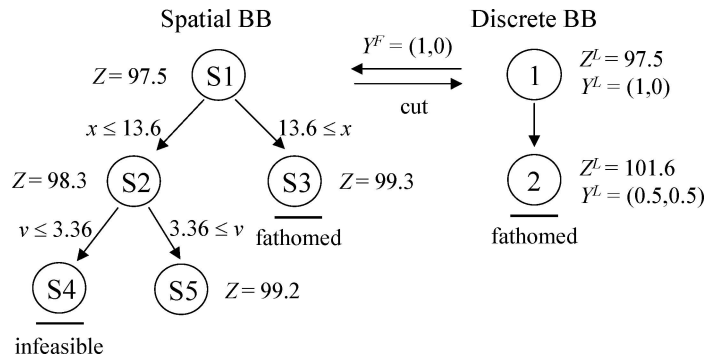 Spatial BB
Discrete BB
Y^F = (1,0)
cut
Z = 97.5
S1
1
Z^L = 97.5
Y^L = (1,0)
x ≤ 13.6
13.6 ≤ x
Z = 98.3
S2
S3
Z = 99.3
fathomed
2
Z^L = 101.6
Y^L = (0.5,0.5)
fathomed
v ≤ 3.36
3.36 ≤ v
S4
infeasible
S5
Z = 99.2